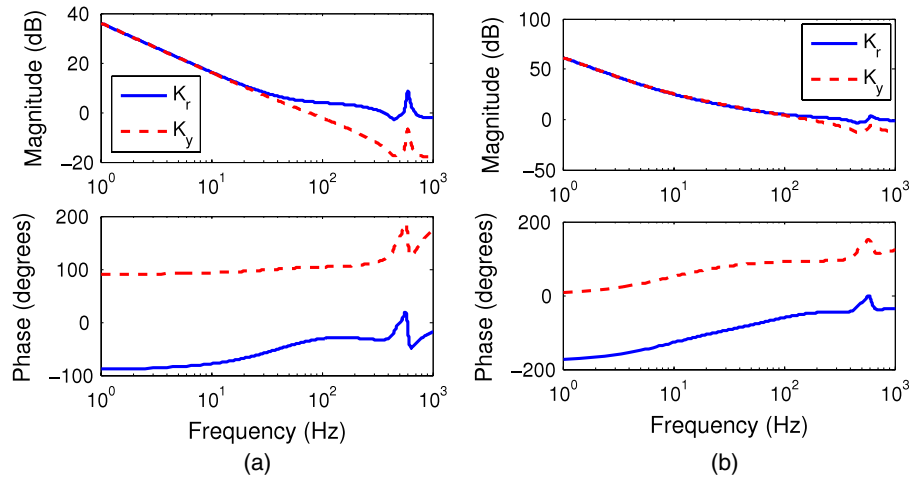 40
20
0
−20
Magnitude (dB)
K_r
K_y
10^0
10^1
10^2
10^3
200
100
0
−100
Phase (degrees)
10^0
10^1
10^2
10^3
Frequency (Hz)
(a)
100
50
0
−50
Magnitude (dB)
K_r
K_y
10^0
10^1
10^2
10^3
200
0
−200
Phase (degrees)
10^0
10^1
10^2
10^3
Frequency (Hz)
(b)